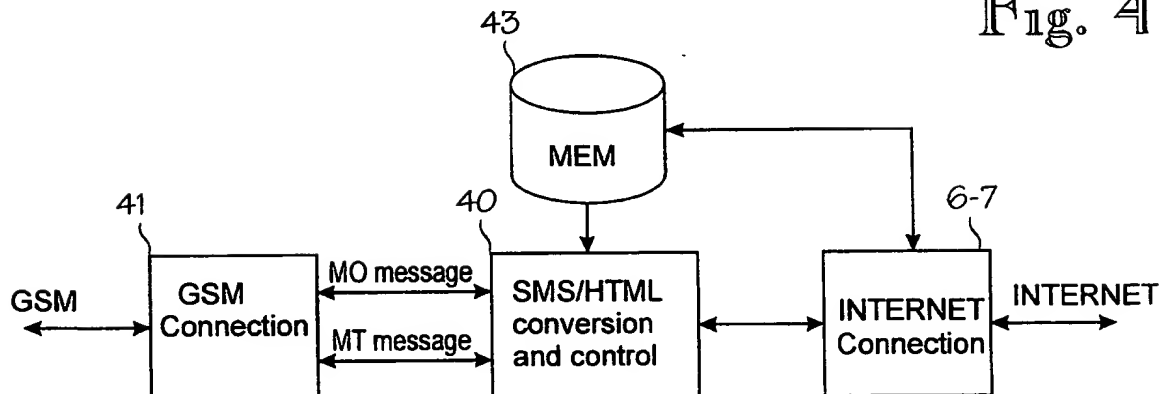 Fig. 4
43
MEM
41
40
6-7
GSM
GSM
Connection
MO message
MT message
SMS/HTML
conversion
and control
INTERNET
Connection
INTERNET